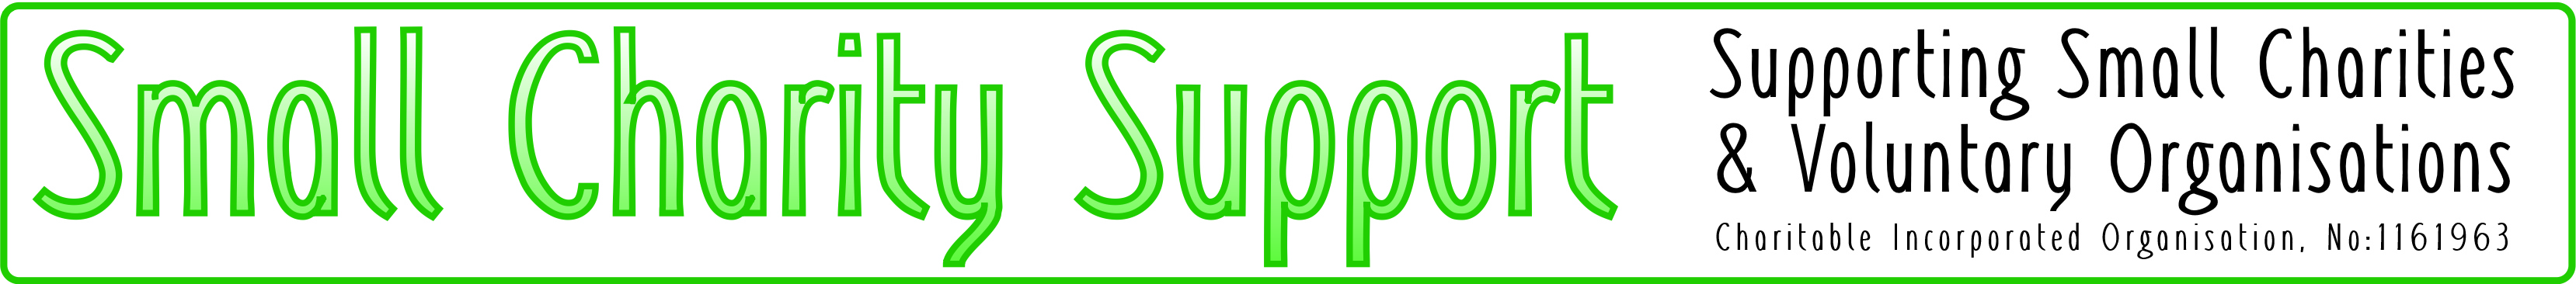 Small Charity Support
Supporting Small Charities
& Voluntary Organisations
Charitable Incorporated Organisation, No:1161963